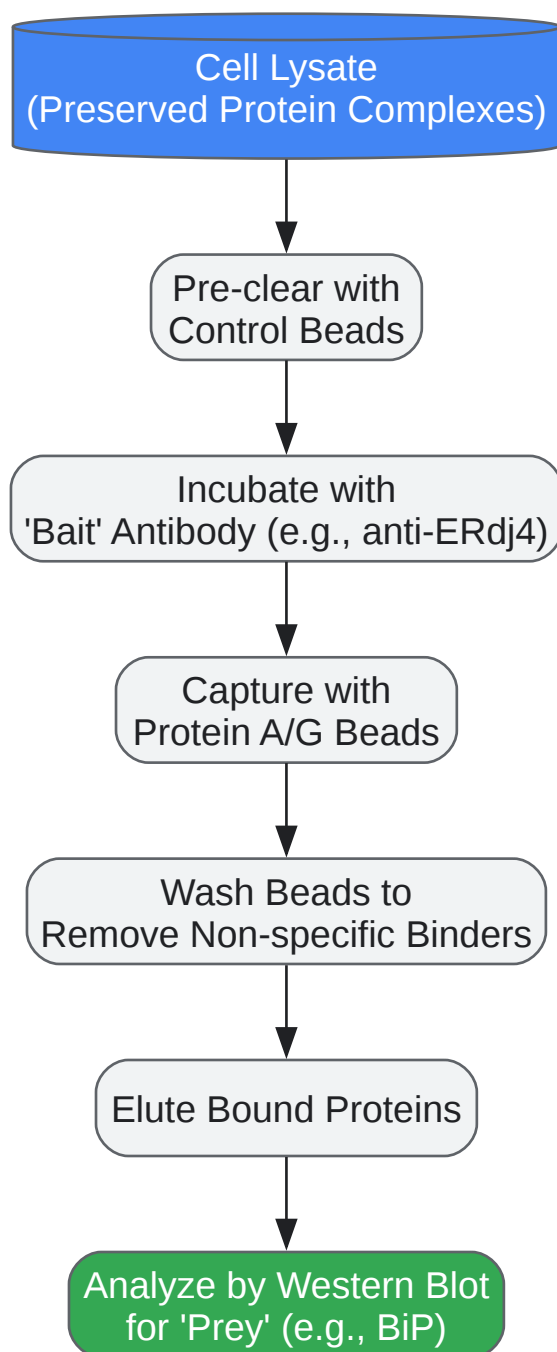 Cell Lysate
(Preserved Protein Complexes)
Pre-clear with
Control Beads
Incubate with
'Bait' Antibody (e.g., anti-ERdj4)
Capture with
Protein A/G Beads
Wash Beads to
Remove Non-specific Binders
Elute Bound Proteins
Analyze by Western Blot
for 'Prey' (e.g., BiP)